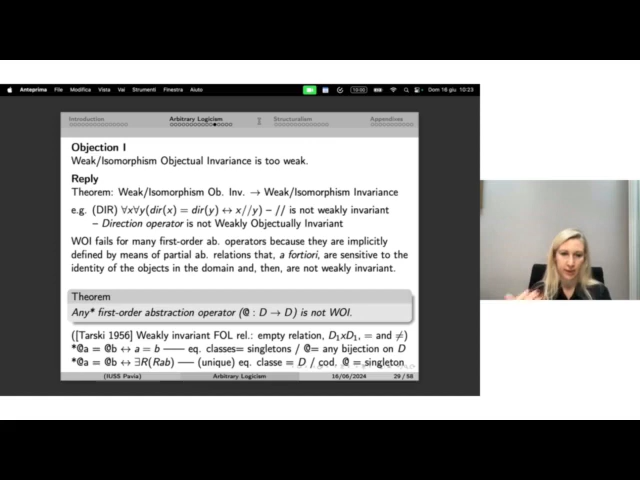 Anteprima File Modifica Vista Vai Strumenti Finestra Aiuto 10:00 Dom 16 giu 10:23
Introduction Arbitrary Logicism Structuralism Appendices
Objection I
Weak/Isomorphism Objectual Invariance is too weak.
Reply
Theorem: Weak/Isomorphism Ob. Inv. → Weak/Isomorphism Invariance
e.g. (DIR) ∀x∀y(dir(x) = dir(y) ↔ x//y) – // is not weakly invariant
– Direction operator is not Weakly Objectually Invariant
WOI fails for many first-order ab. operators because they are implicitly
defined by means of partial ab. relations that, a fortiori, are sensitive to the
identity of the objects in the domain and, then, are not weakly invariant.
Theorem
Any* first-order abstraction operator (@ : D → D) is not WOI.
([Tarski 1956] Weakly invariant FOL rel.: empty relation, D₁xD₁, = and ≠)
*@a = @b ↔ a = b —— eq. classes= singletons / @= any bijection on D
*@a = @b ↔ ∃R(Rab) —— (unique) eq. classe = D / cod. @ = singleton
(IUSS Pavia) Arbitrary Logicism 16/06/2024 29 / 58